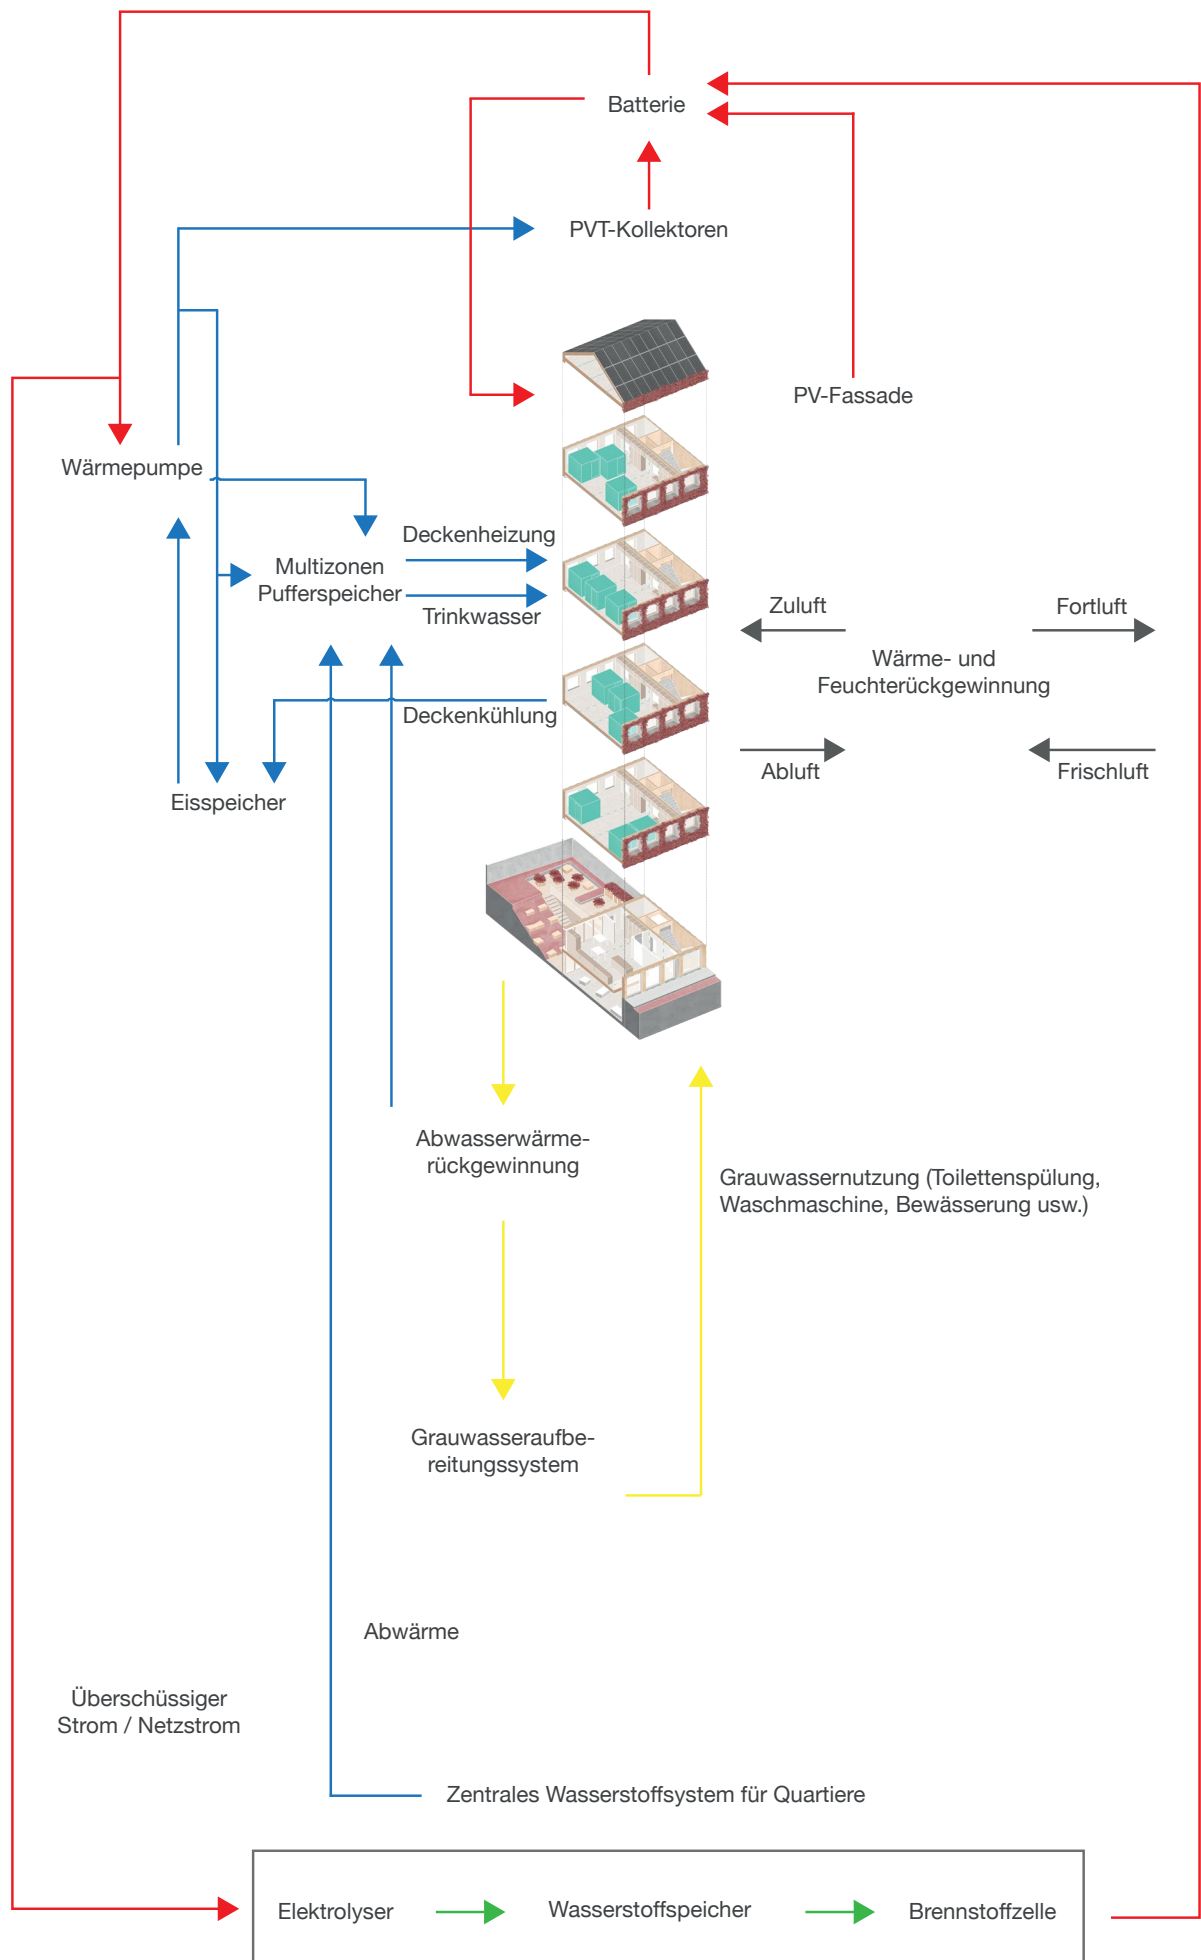 Batterie
PVT-Kollektoren
PV-Fassade
Wärmepumpe
Deckenheizung
Multizonen
Pufferspeicher
Trinkwasser
Zuluft
Fortluft
Wärme- und
Feuchterückgewinnung
Deckenkühlung
Abluft
Frischluft
Eisspeicher
Abwasserwärme-
rückgewinnung
Grauwassernutzung (Toilettenspülung,
Waschmaschine, Bewässerung usw.)
Grauwasseraufbe-
reitungssystem
Abwärme
Überschüssiger
Strom / Netzstrom
Zentrales Wasserstoffsystem für Quartiere
Elektrolyser
Wasserstoffspeicher
Brennstoffzelle